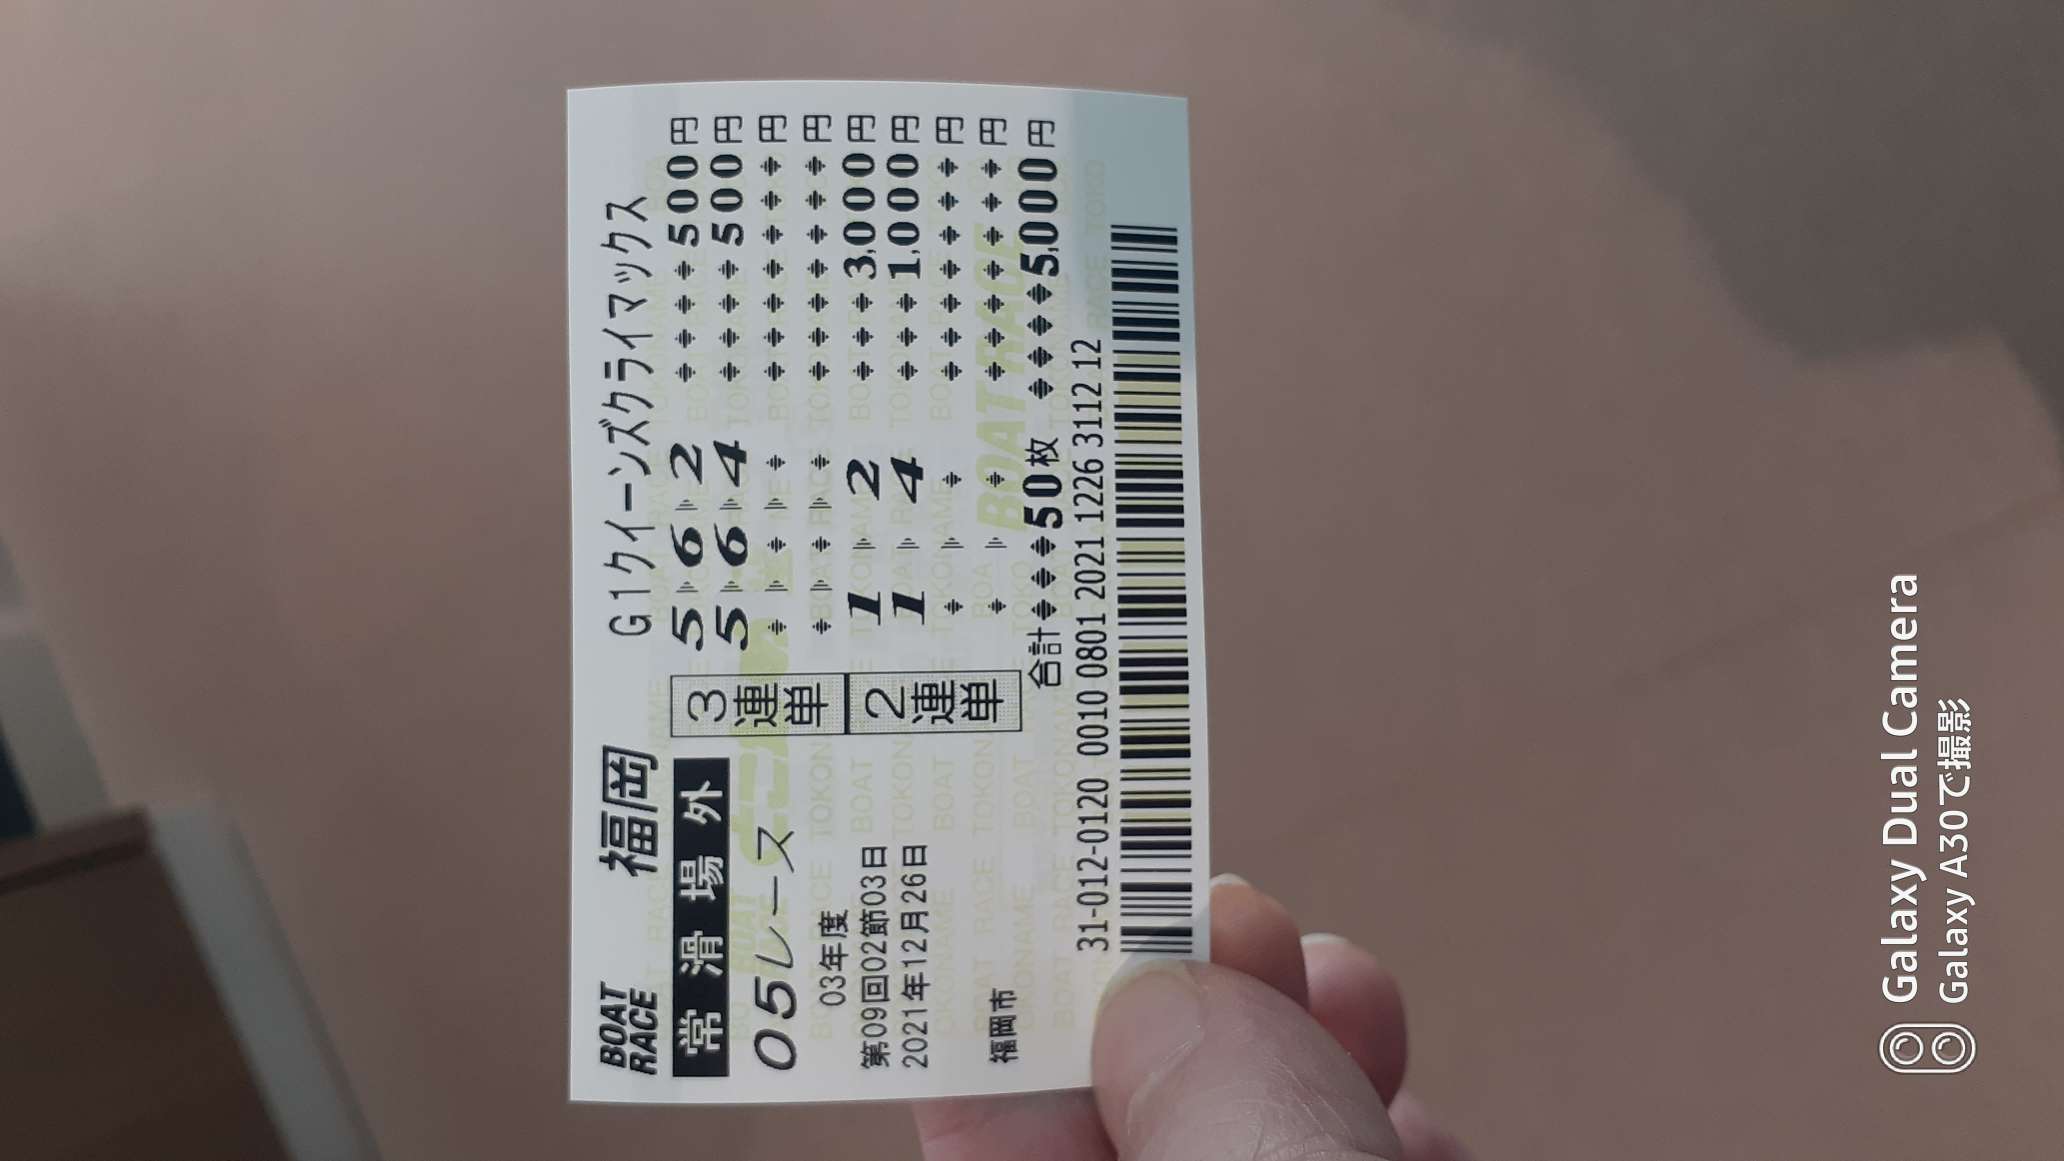 BOAT RACE 福岡 G1クイーンズクライマックス
常滑場外
05レース
03年度
第09回02節03日
2021年12月26日
福岡市
3連単
5 6 2 500円
5 6 4 500円
円
円
2連単
1 2 3,000円
1 4 1,000円
円
円
合計 50枚 5,000円
31-012-0120 0010 0801 2021 1226 3112 12
BOAT RACE
Galaxy Dual Camera
Galaxy A30で撮影